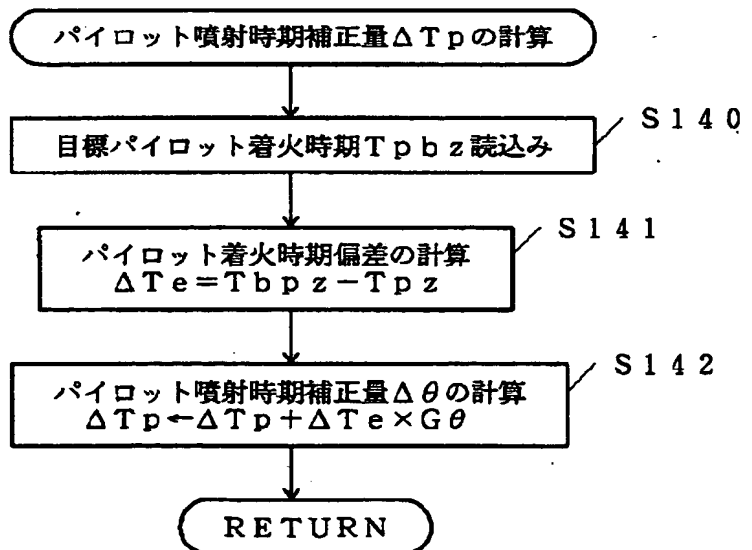 パイロット噴射時期補正量ΔTpの計算
S140
目標パイロット着火時期Tpbz読込み
S141
パイロット着火時期偏差の計算
ΔTe=Tbpz-Tpz
S142
パイロット噴射時期補正量Δθの計算
ΔTp←ΔTp+ΔTe×Gθ
RETURN